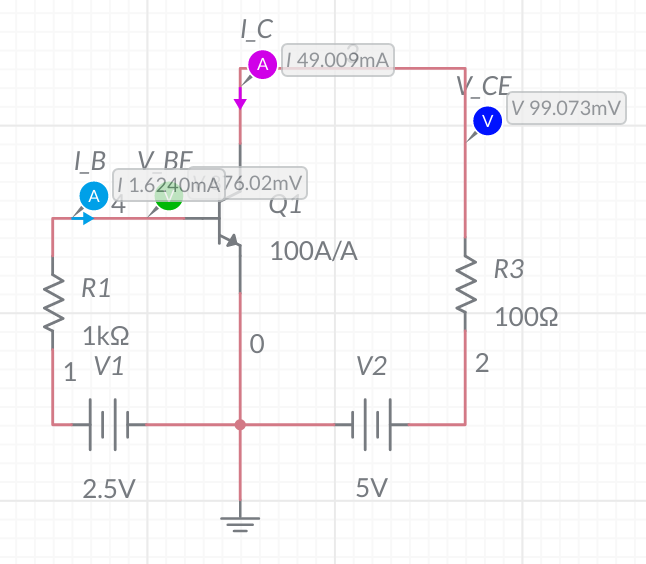 I_C
A
I 49.009mA
V_CE
V
V 99.073mV
I_B
V_BE
A
I 1.6240mA
76.02mV
4
Q1
100A/A
R1
1kΩ
R3
100Ω
0
1
V1
V2
2
2.5V
5V